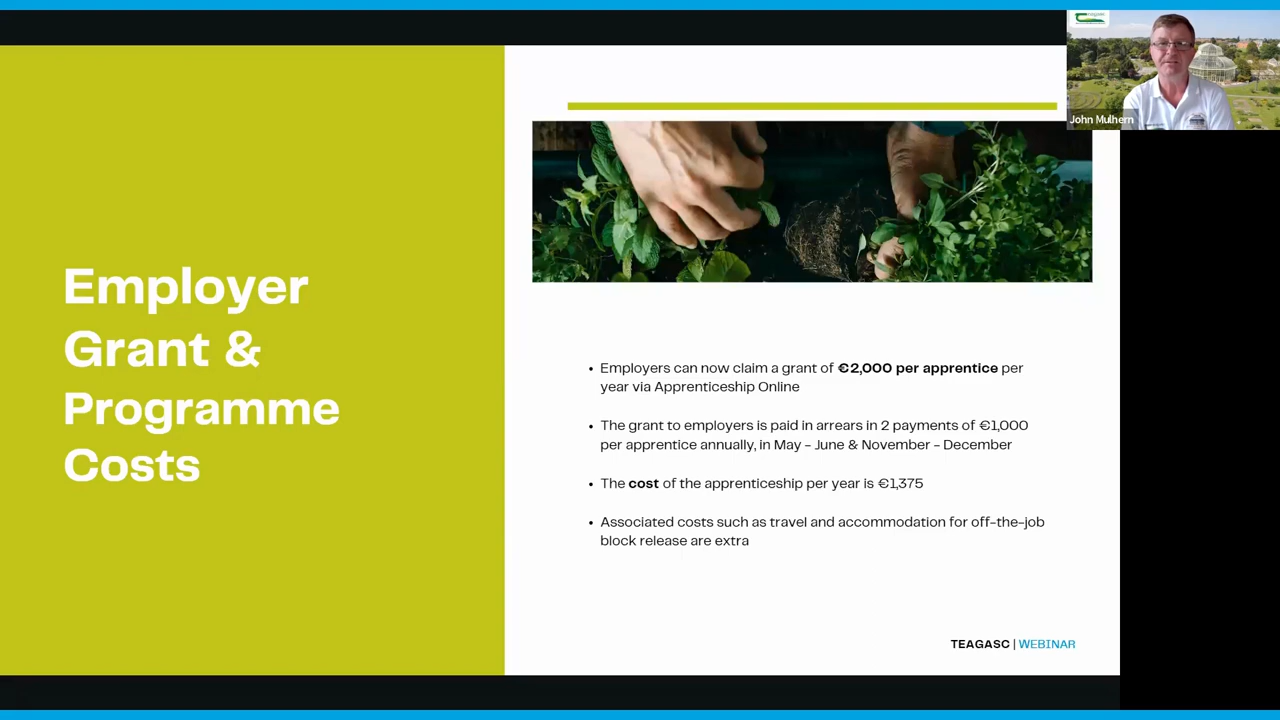 John Mulhern
Employer
Grant &
Programme
Costs
• Employers can now claim a grant of €2,000 per apprentice per
year via Apprenticeship Online
• The grant to employers is paid in arrears in 2 payments of €1,000
per apprentice annually, in May - June & November - December
• The cost of the apprenticeship per year is €1,375
• Associated costs such as travel and accommodation for off-the-job
block release are extra
TEAGASC | WEBINAR